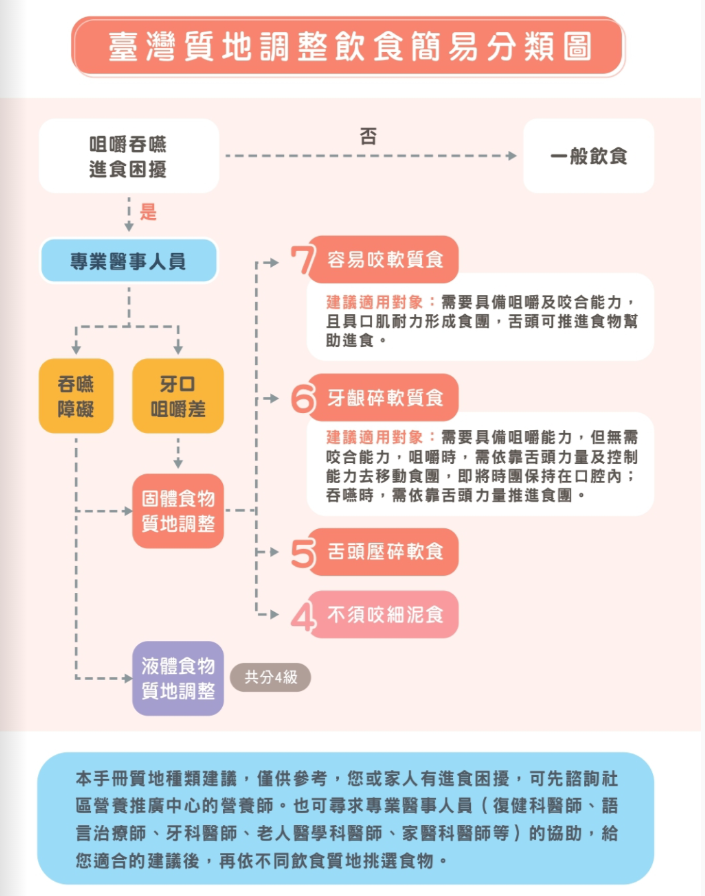 臺灣質地調整飲食簡易分類圖
咀嚼吞嚥
進食困擾
否
一般飲食
是
專業醫事人員
吞嚥
障礙
牙口
咀嚼差
固體食物
質地調整
液體食物
質地調整
共分4級
7 容易咬軟質食
建議適用對象：需要具備咀嚼及咬合能力，
且具口肌耐力形成食團，舌頭可推進食物幫
助進食。
6 牙齦碎軟質食
建議適用對象：需要具備咀嚼能力，但無需
咬合能力，咀嚼時，需依靠舌頭力量及控制
能力去移動食團，即將時團保持在口腔內；
吞嚥時，需依靠舌頭力量推進食團。
5 舌頭壓碎軟食
4 不須咬細泥食
本手冊質地種類建議，僅供參考，您或家人有進食困擾，可先諮詢社
區營養推廣中心的營養師。也可尋求專業醫事人員（復健科醫師、語
言治療師、牙科醫師、老人醫學科醫師、家醫科醫師等）的協助，給
您適合的建議後，再依不同飲食質地挑選食物。